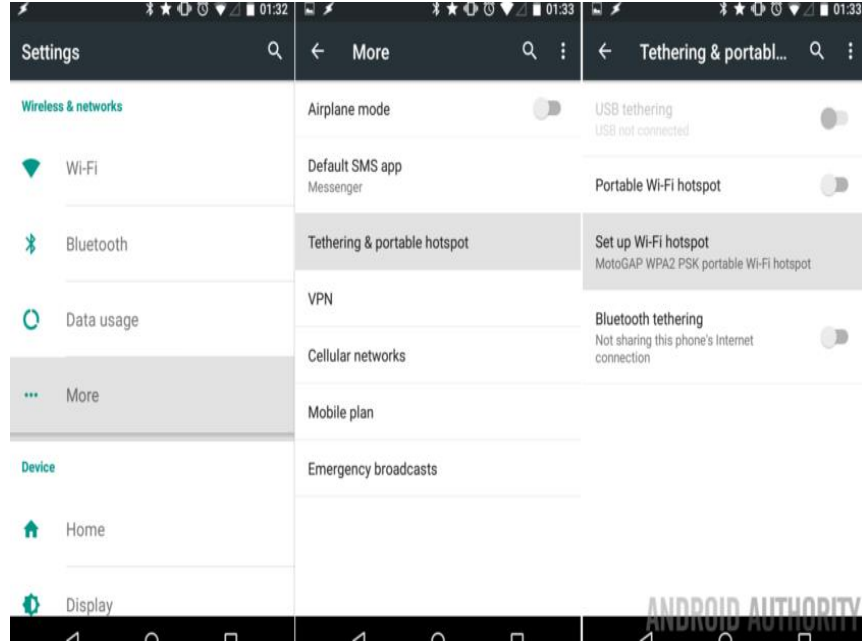 01:32
Settings
Wireless & networks
Wi-Fi
Bluetooth
Data usage
More
Device
Home
Display
01:33
More
Airplane mode
Default SMS app
Messenger
Tethering & portable hotspot
VPN
Cellular networks
Mobile plan
Emergency broadcasts
01:33
Tethering & portabl...
USB tethering
USB not connected
Portable Wi-Fi hotspot
Set up Wi-Fi hotspot
MotoGAP WPA2 PSK portable Wi-Fi hotspot
Bluetooth tethering
Not sharing this phone's Internet
connection
ANDROID AUTHORITY